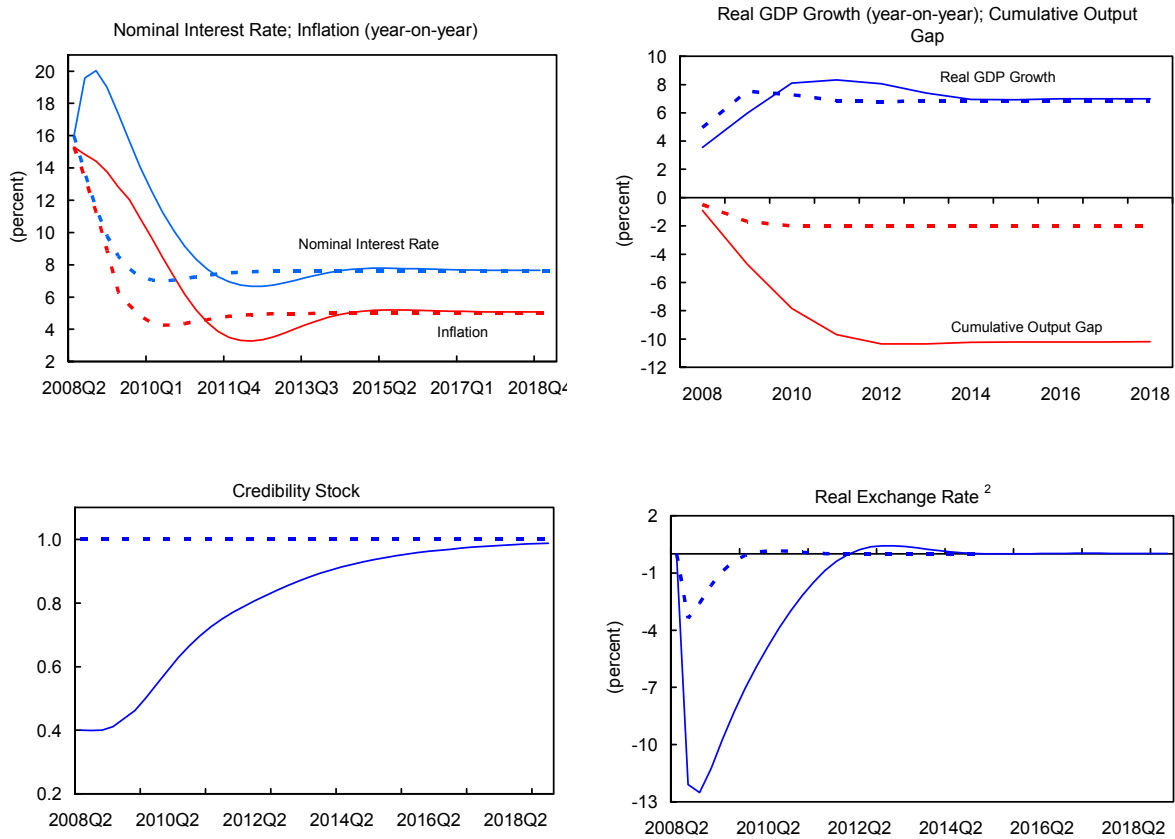 Nominal Interest Rate; Inflation (year-on-year)
20
18
16
14
12
10
8
6
4
2
(percent)
Nominal Interest Rate
Inflation
2008Q2 2010Q1 2011Q4 2013Q3 2015Q2 2017Q1 2018Q4
Real GDP Growth (year-on-year); Cumulative Output
Gap
10
8
6
4
2
0
-2
-4
-6
-8
-10
-12
(percent)
Real GDP Growth
Cumulative Output Gap
2008 2010 2012 2014 2016 2018
Credibility Stock
1.0
0.8
0.6
0.4
0.2
2008Q2 2010Q2 2012Q2 2014Q2 2016Q2 2018Q2
Real Exchange Rate 2
2
-1
-4
-7
-10
-13
(percent)
2008Q2 2010Q2 2012Q2 2014Q2 2016Q2 2018Q2